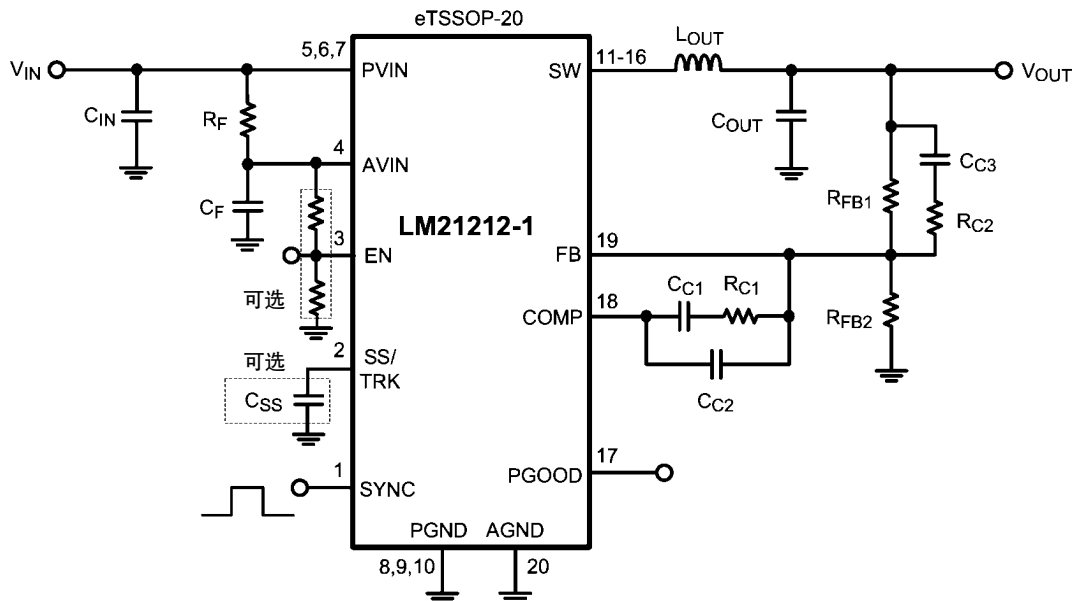 eTSSOP-20
VIN
5,6,7
PVIN
SW
11-16
LOUT
VOUT
CIN
RF
COUT
4
AVIN
CC3
CF
RFB1
RC2
LM21212-1
3
EN
FB
19
可选
CC1
RC1
COMP
18
RFB2
可选
2
SS/
TRK
CSS
CC2
1
SYNC
PGOOD
17
PGND
AGND
8,9,10
20